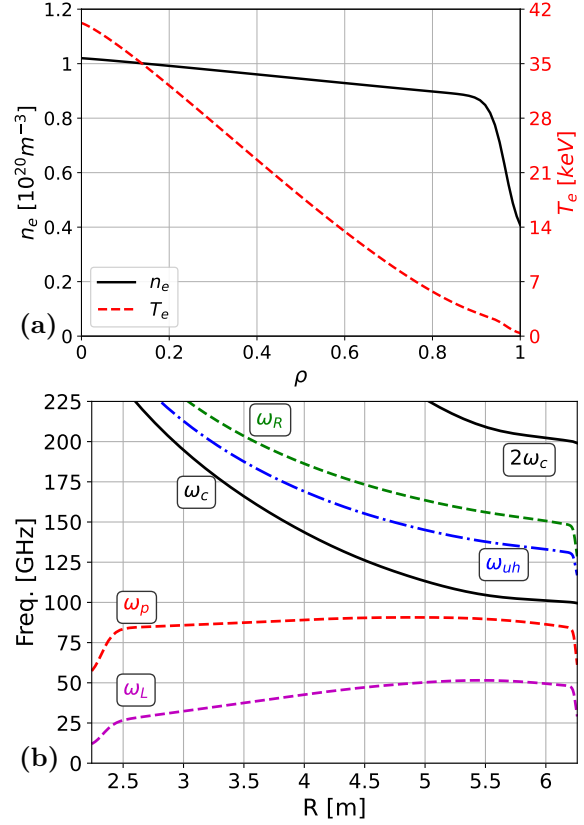 1.2
1
0.8
0.6
0.4
0.2
0
n_e [10^{20}m^{-3}]
42
35
28
21
14
7
0
T_e [keV]
n_e
T_e
(a)
0
0.2
0.4
0.6
0.8
1
ρ
225
200
175
150
125
100
75
50
25
0
Freq. [GHz]
ω_R
2ω_c
ω_c
ω_{uh}
ω_p
ω_L
(b)
2.5
3
3.5
4
4.5
5
5.5
6
R [m]